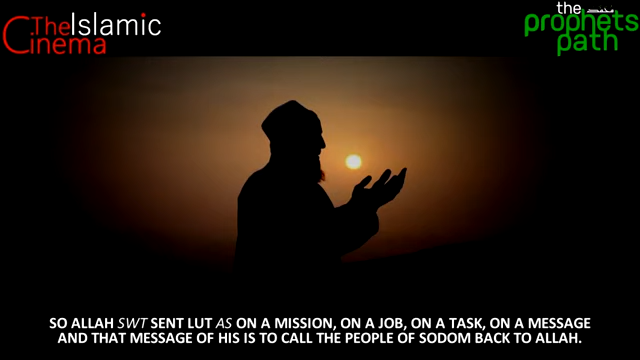 The Islamic
Cinema
the
prophets
path
SO ALLAH SWT SENT LUT AS ON A MISSION, ON A JOB, ON A TASK, ON A MESSAGE
AND THAT MESSAGE OF HIS IS TO CALL THE PEOPLE OF SODOM BACK TO ALLAH.